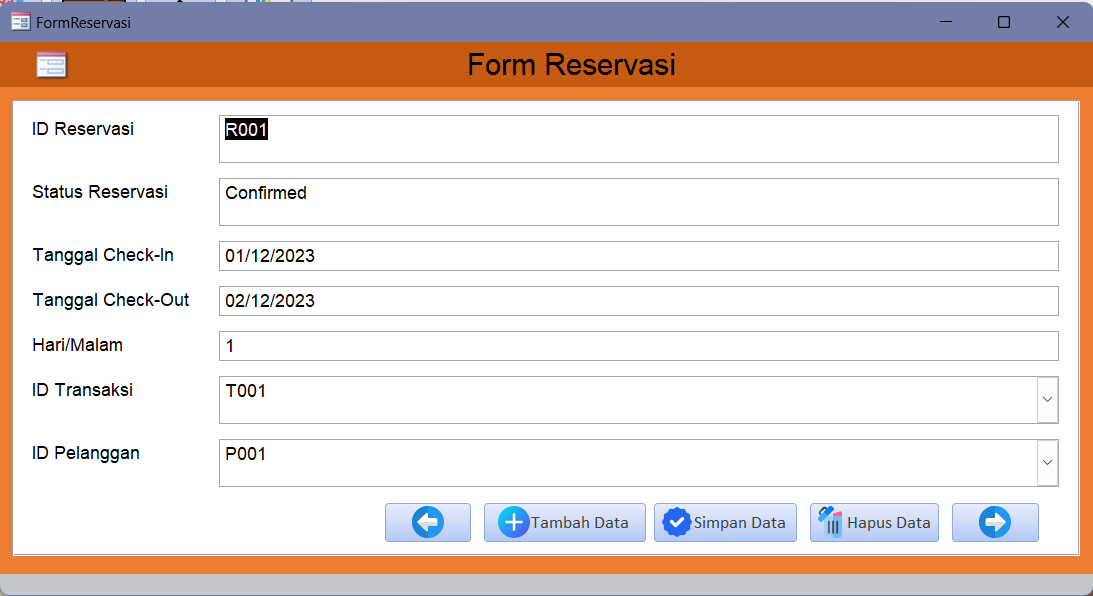 FormReservasi
Form Reservasi
ID Reservasi R001
Status Reservasi Confirmed
Tanggal Check-In 01/12/2023
Tanggal Check-Out 02/12/2023
Hari/Malam 1
ID Transaksi T001
ID Pelanggan P001
Tambah Data Simpan Data Hapus Data